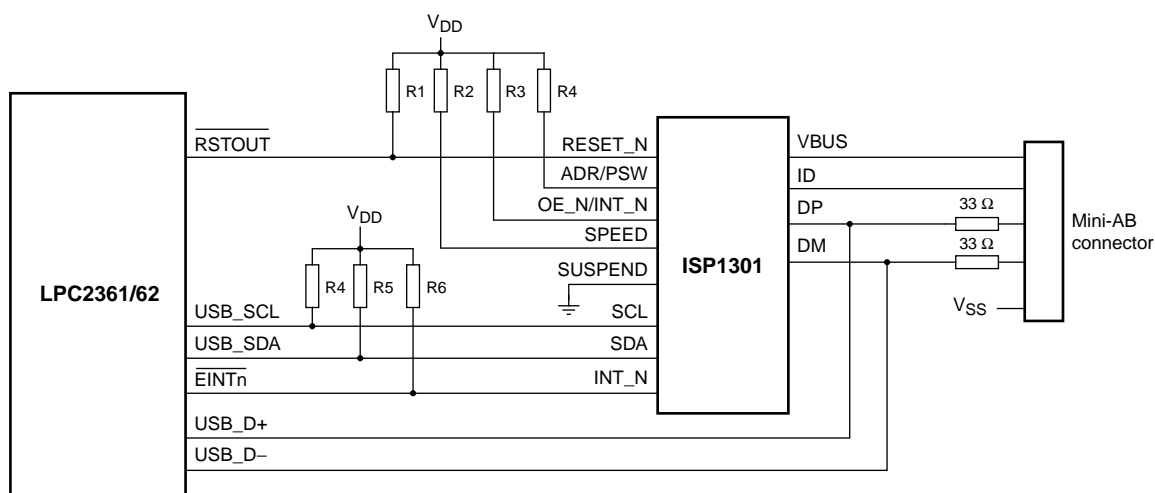 VDD
R1 R2 R3 R4
RSTOUT
RESET_N
ADR/PSW
OE_N/INT_N
SPEED
SUSPEND
SCL
SDA
INT_N
VDD
R4 R5 R6
LPC2361/62
USB_SCL
USB_SDA
EINTn
USB_D+
USB_D−
ISP1301
VBUS
ID
DP
DM
33 Ω
33 Ω
VSS
Mini-AB
connector